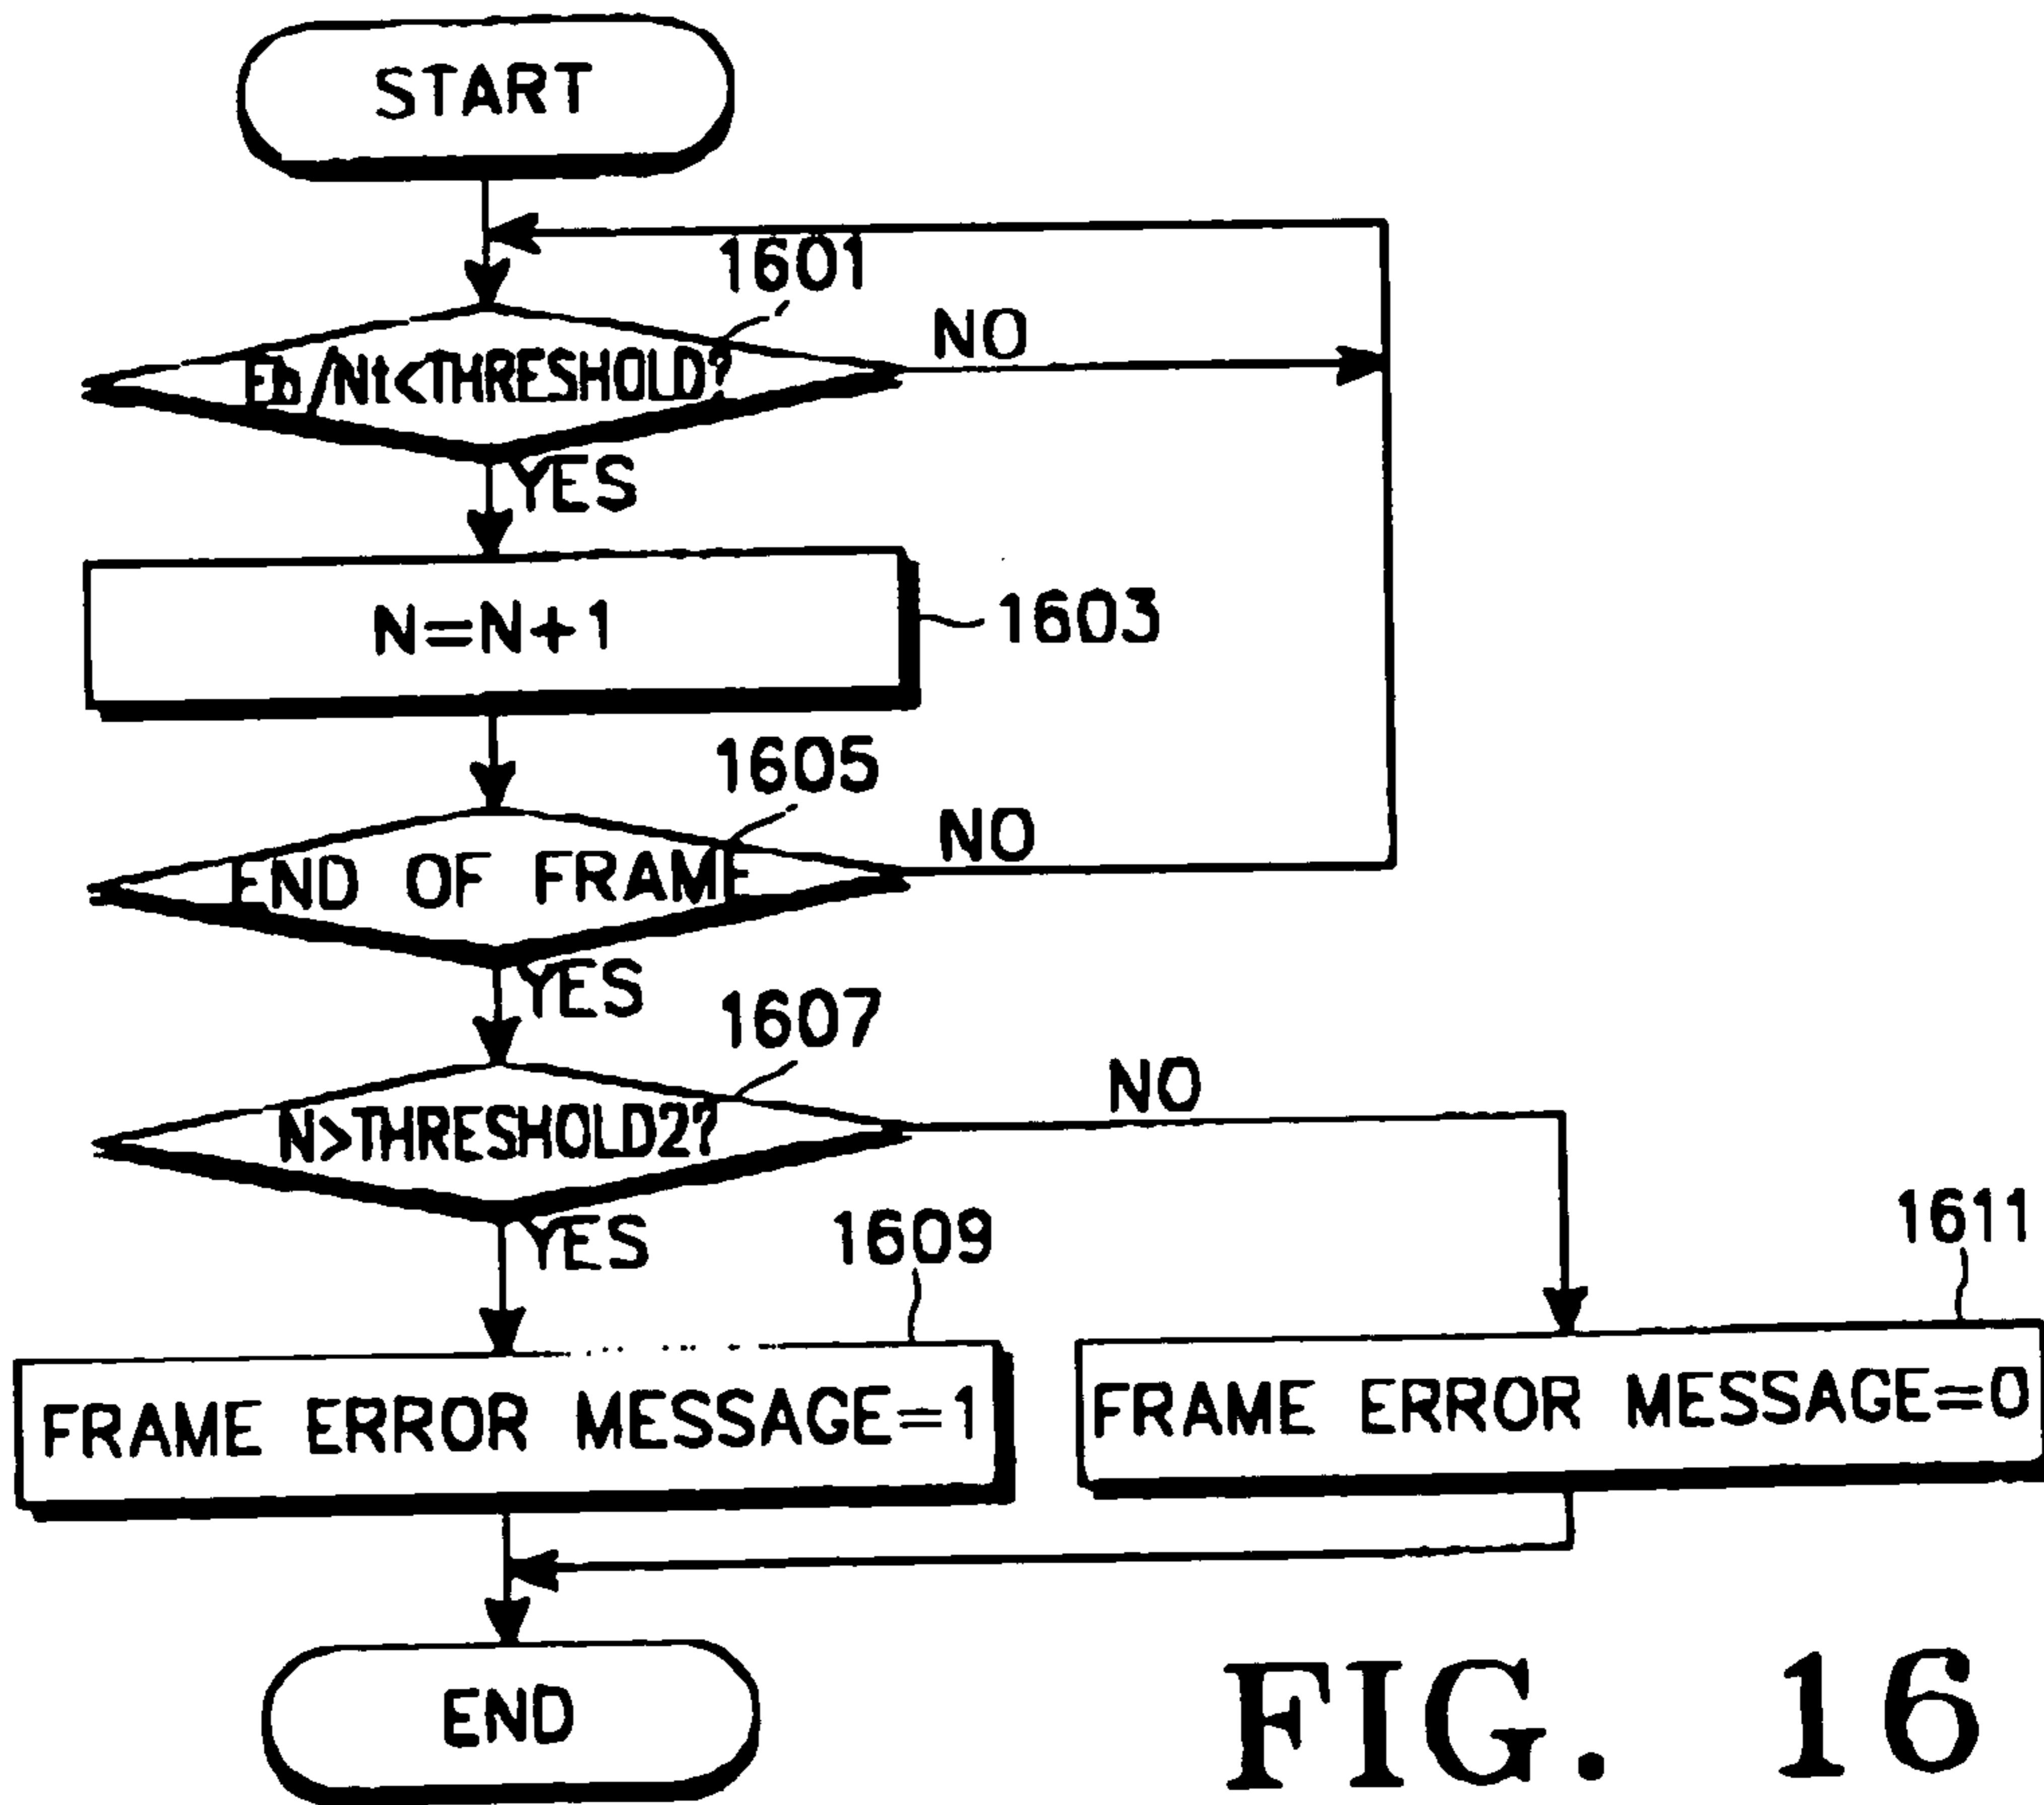 START
1601
Eb/Nt<THRESHOLD?
NO
YES
N=N+1
1603
1605
END OF FRAME
NO
YES
1607
N>THRESHOLD2?
NO
YES
1609
1611
FRAME ERROR MESSAGE=1
FRAME ERROR MESSAGE=0
END
FIG. 16